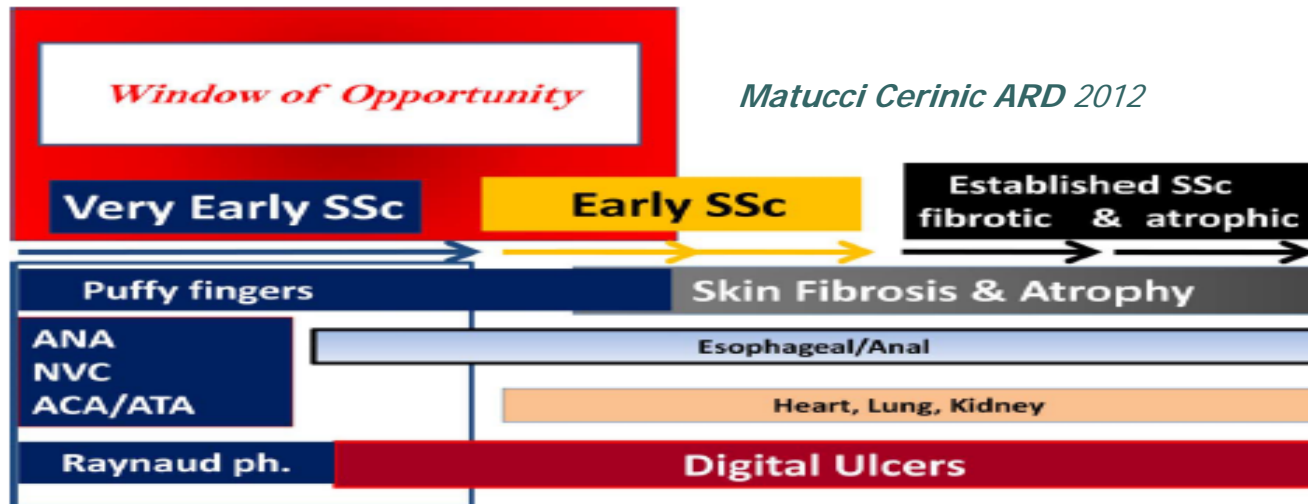 Window of Opportunity
Matucci Cerinic ARD 2012
Very Early SSc
Early SSc
Established SSc
fibrotic & atrophic
Puffy fingers
Skin Fibrosis & Atrophy
ANA
NVC
ACA/ATA
Esophageal/Anal
Heart, Lung, Kidney
Raynaud ph.
Digital Ulcers